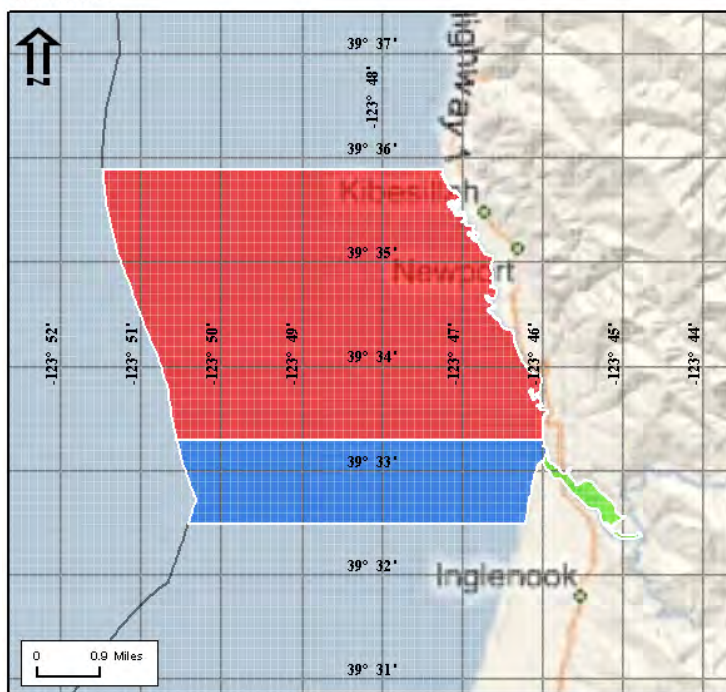 ighway 1
N
39° 37'
-123° 48'
39° 36'
Kibesillah
39° 35'
Newport
-123° 52'
-123° 51'
-123° 50'
-123° 49'
-123° 47'
-123° 46'
-123° 45'
-123° 44'
39° 34'
39° 33'
39° 32'
Inglenook
0 0.9 Miles
39° 31'